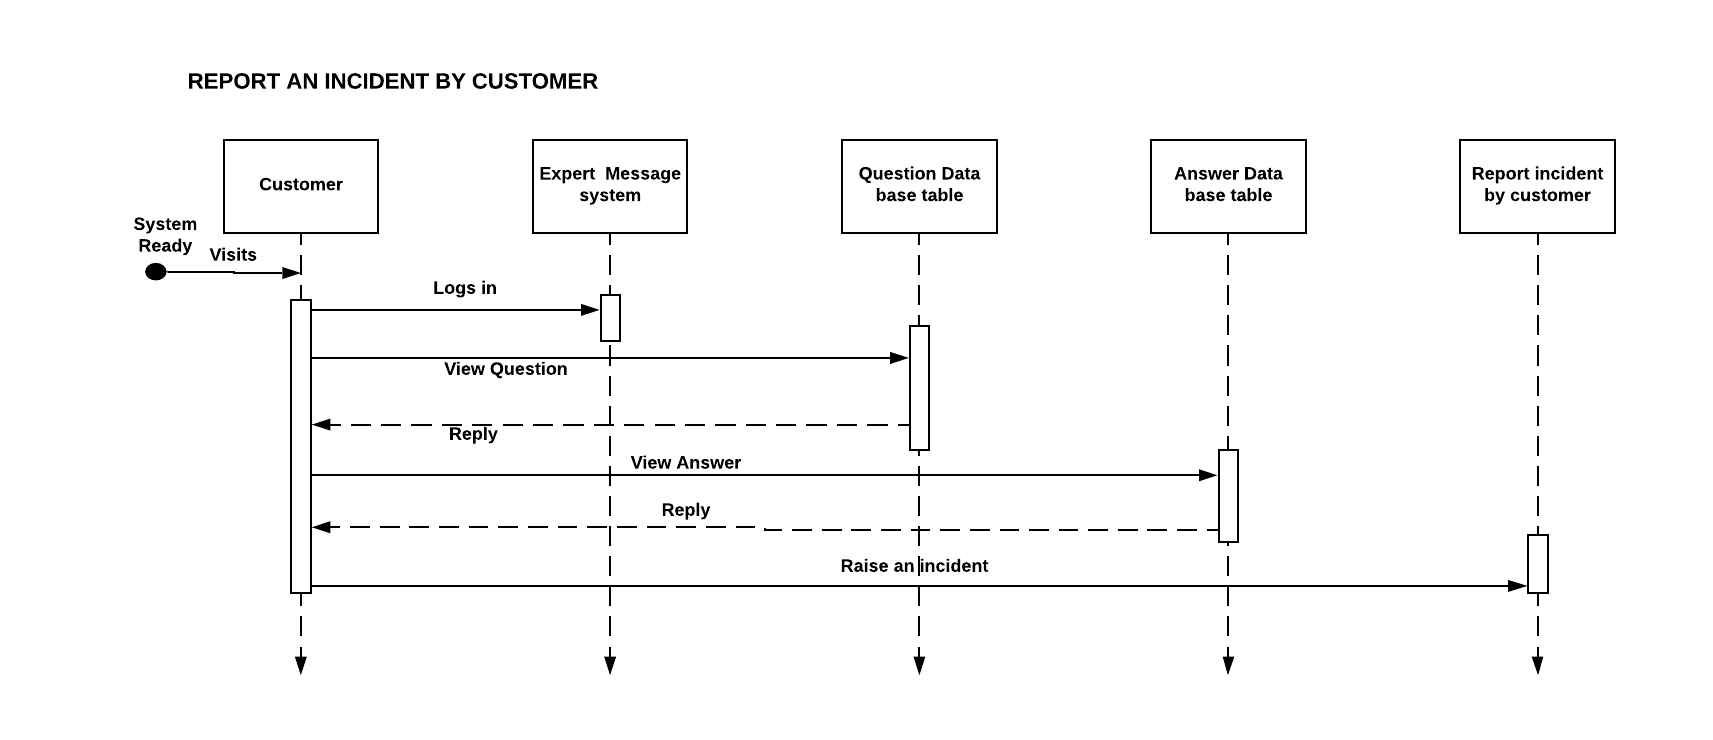 REPORT AN INCIDENT BY CUSTOMER
Customer
Expert Message
system
Question Data
base table
Answer Data
base table
Report incident
by customer
System
Ready
Visits
Logs in
View Question
Reply
View Answer
Reply
Raise an incident